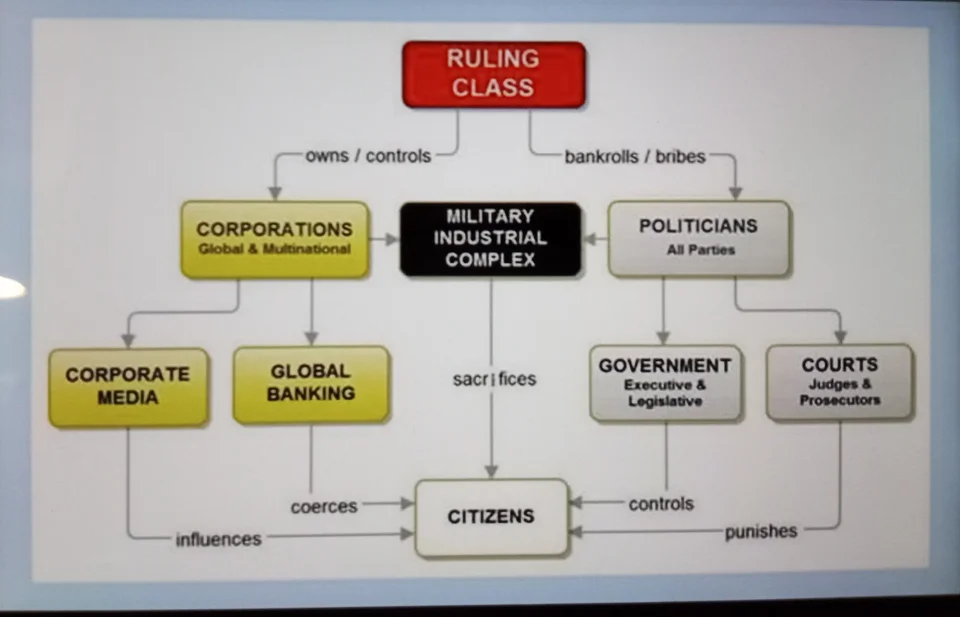 RULING
CLASS
owns / controls
bankrolls / bribes
CORPORATIONS
Global & Multinational
MILITARY
INDUSTRIAL
COMPLEX
POLITICIANS
All Parties
CORPORATE
MEDIA
GLOBAL
BANKING
sacrifices
GOVERNMENT
Executive &
Legislative
COURTS
Judges &
Prosecutors
CITIZENS
coerces
controls
influences
punishes